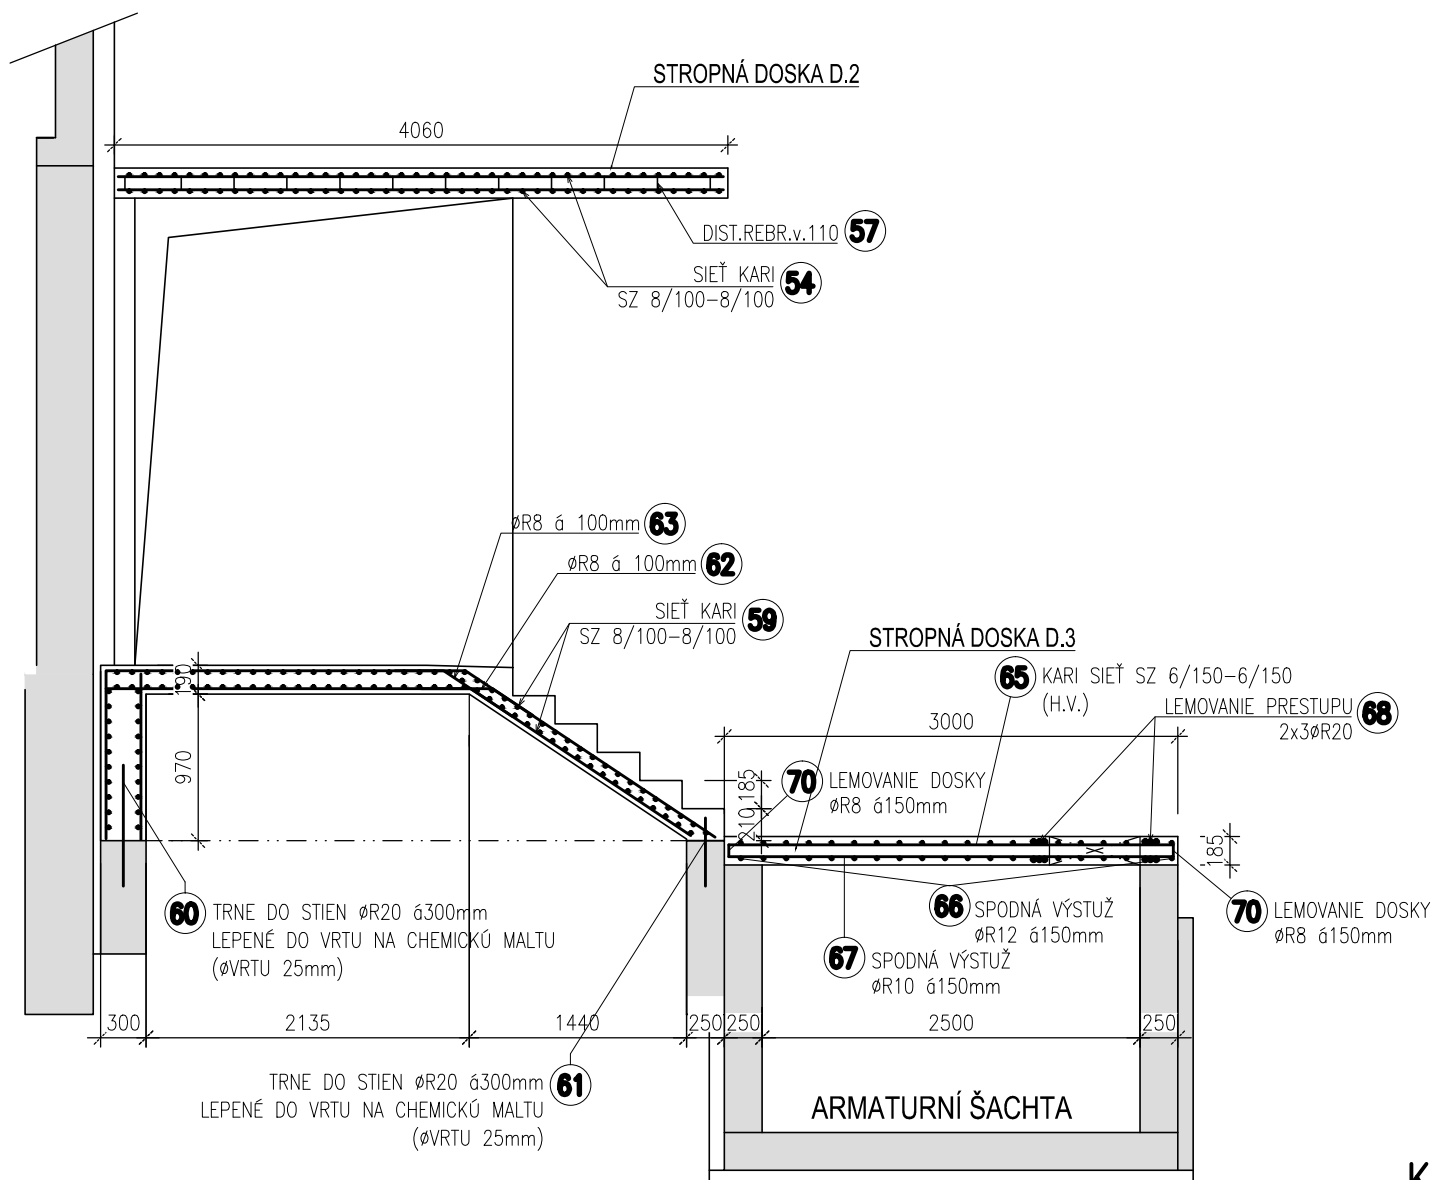 STROPNÁ DOSKA D.2
4060
DIST.REBR.v.110 57
SIEŤ KARI
SZ 8/100-8/100 54
øR8 á 100mm 63
øR8 á 100mm 62
SIEŤ KARI
SZ 8/100-8/100 59
STROPNÁ DOSKA D.3
65 KARI SIEŤ SZ 6/150-6/150
(H.V.)
LEMOVANIE PRESTUPU 68
2x3øR20
3000
190
970
185
210
70 LEMOVANIE DOSKY
øR8 á150mm
185
60 TRNE DO STIEN øR20 á300mm
LEPENÉ DO VRTU NA CHEMICKÚ MALTU
(øVRTU 25mm)
66 SPODNÁ VÝSTUŽ
øR12 á150mm
70 LEMOVANIE DOSKY
øR8 á150mm
67 SPODNÁ VÝSTUŽ
øR10 á150mm
300 2135 1440 250 250 2500 250
TRNE DO STIEN øR20 á300mm 61
LEPENÉ DO VRTU NA CHEMICKÚ MALTU
(øVRTU 25mm)
ARMATURNÍ ŠACHTA